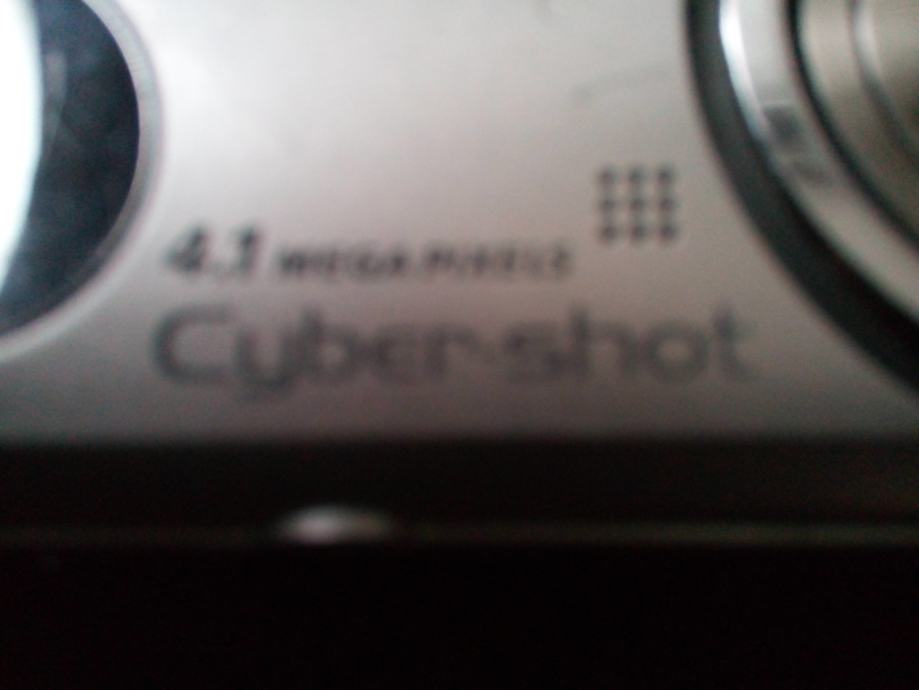 4.1 MEGA PIXELS
Cyber-shot